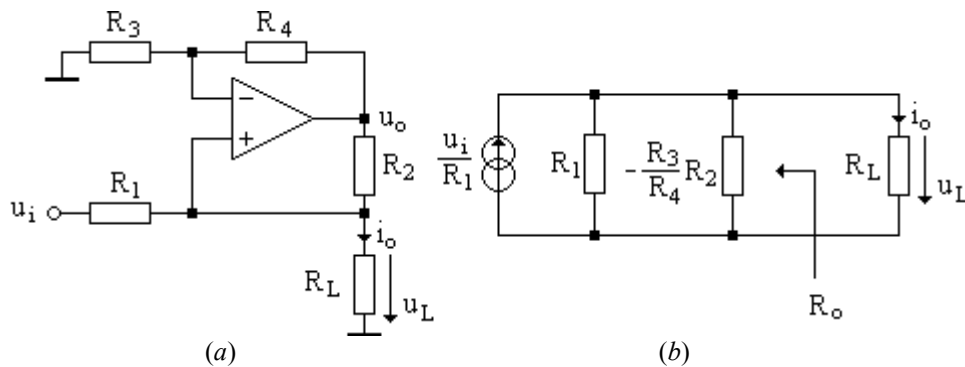 R3 R4
uo
R2
R1
ui
io
RL
uL
(a)
ui
R1
R1
-
R3
R4
R2
io
RL
uL
Ro
(b)
- 
+